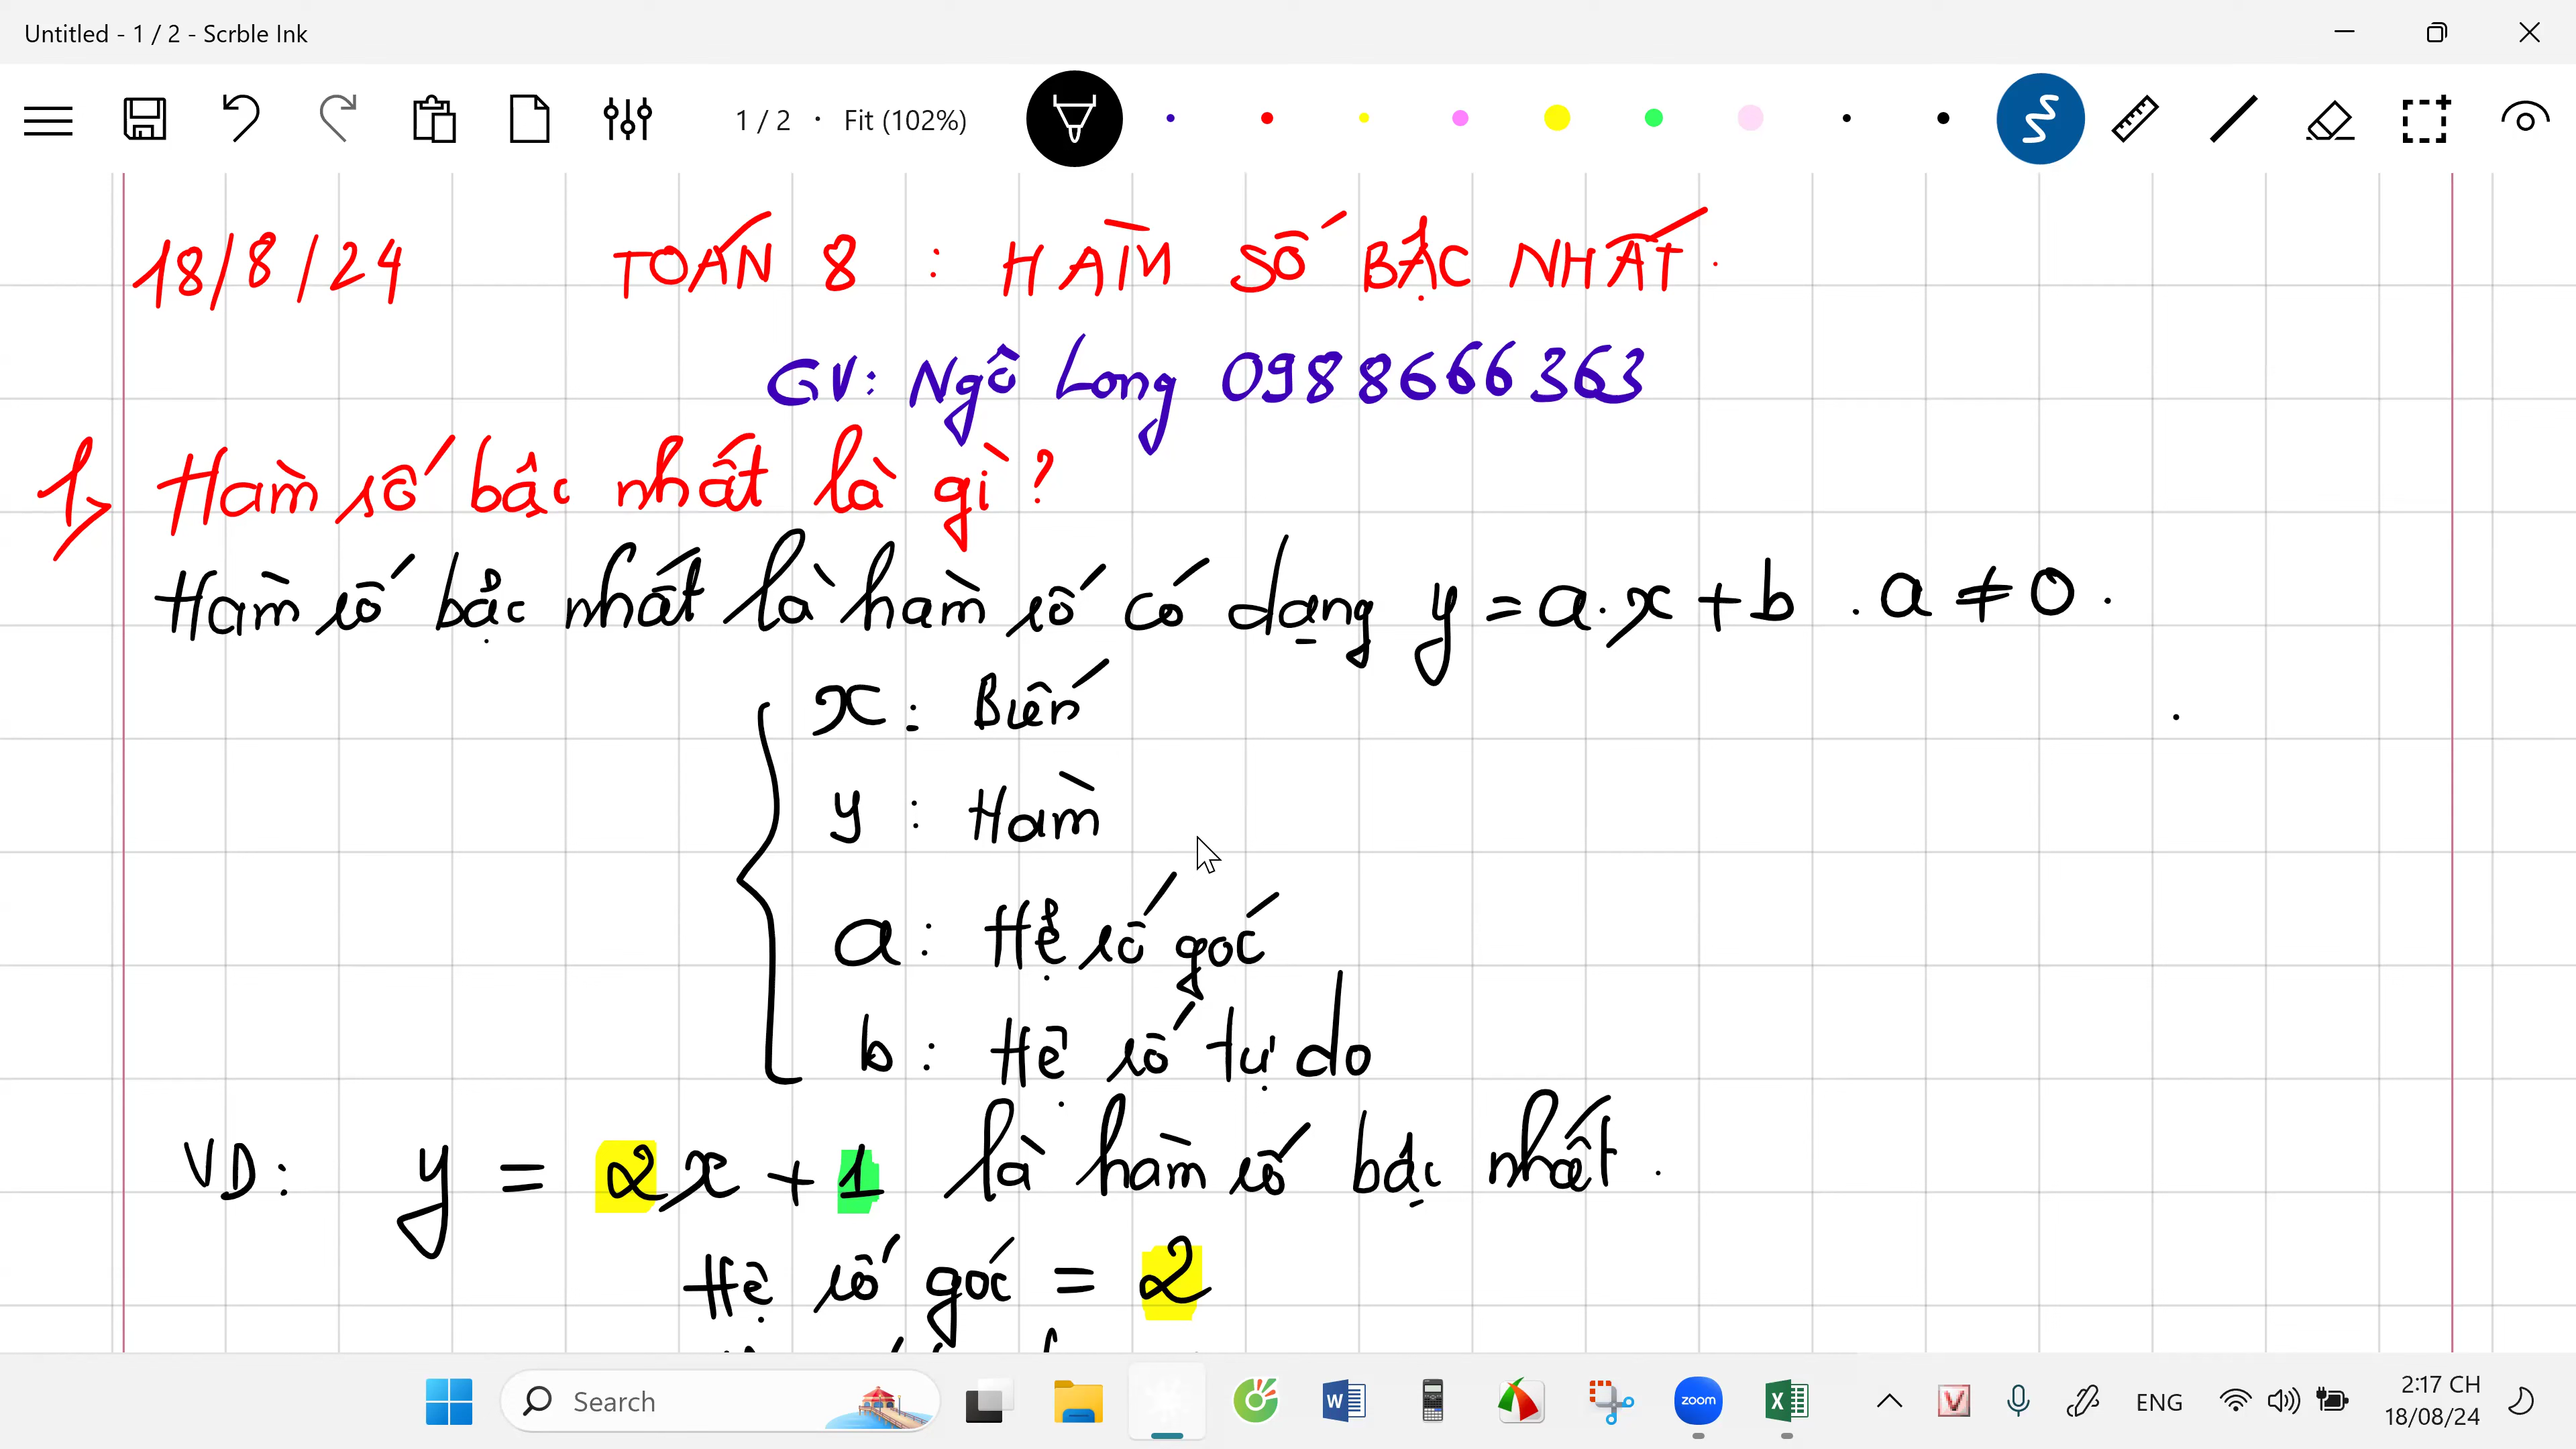 Untitled - 1 / 2 - Scrble Ink
1 / 2 · Fit (102%)
18/8/24 TOÁN 8 : HÀM SỐ BẬC NHẤT.
GV: Ngô Long 0988666363
1, Hàm số bậc nhất là gì ?
Hàm số bậc nhất là hàm số có dạng y = a.x + b . a ≠ 0 .
x : Biến
y : Hàm
a : Hệ số góc
b : Hệ số tự do
VD : y = 2x + 1 là hàm số bậc nhất .
Hệ số góc = 2
Search
zoom
ENG
2:17 CH
18/08/24